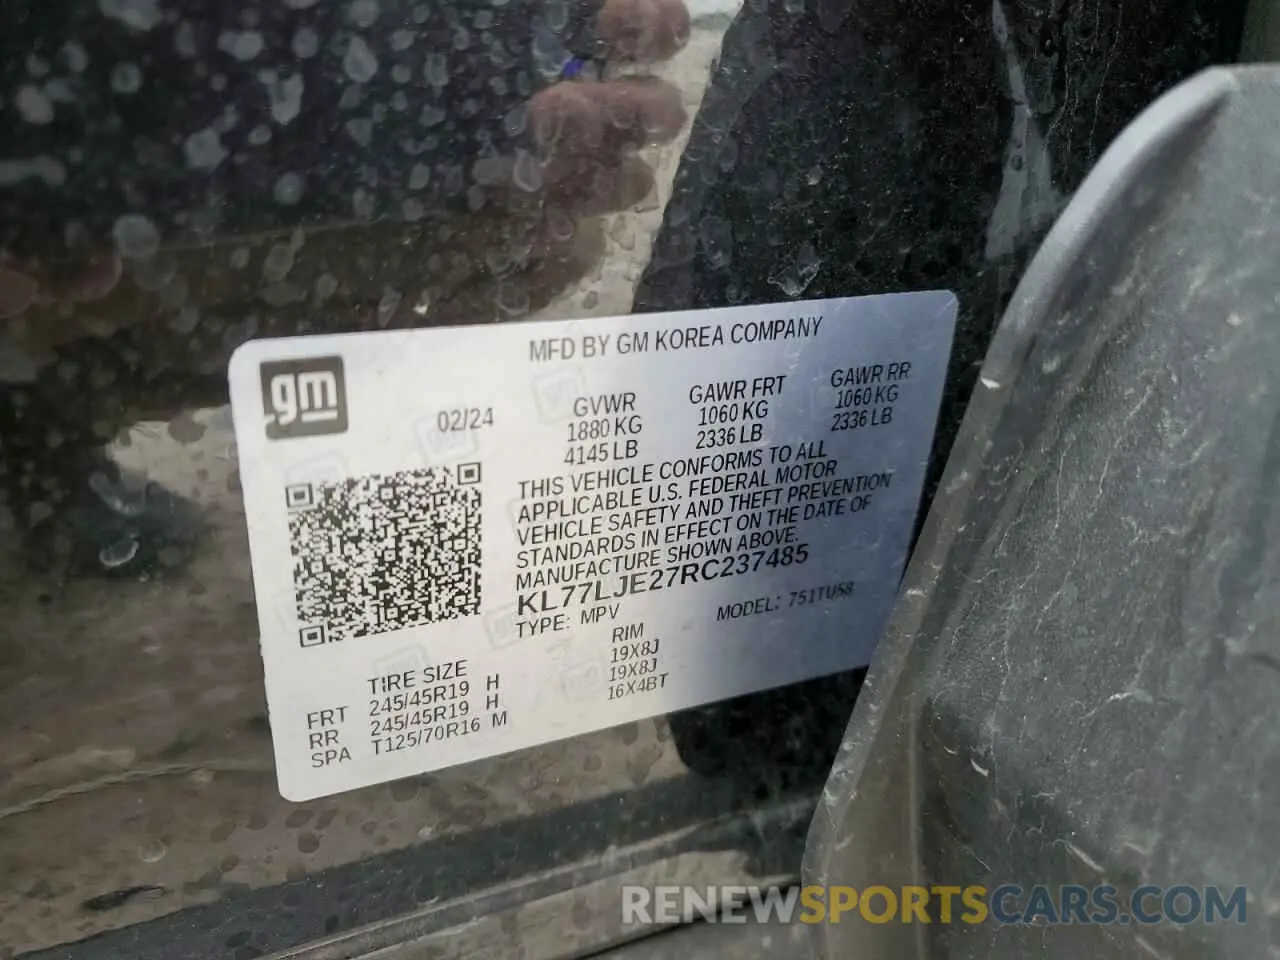 MFD BY GM KOREA COMPANY
gm
02/24
GVWR GAWR FRT GAWR RR
1880 KG 1060 KG 1060 KG
4145 LB 2336 LB 2336 LB
THIS VEHICLE CONFORMS TO ALL
APPLICABLE U.S. FEDERAL MOTOR
VEHICLE SAFETY AND THEFT PREVENTION
STANDARDS IN EFFECT ON THE DATE OF
MANUFACTURE SHOWN ABOVE.
KL77LJE27RC237485
TYPE: MPV MODEL: 751TU58
TIRE SIZE RIM
FRT 245/45R19 H 19X8J
RR 245/45R19 H 19X8J
SPA T125/70R16 M 16X4BT
RENEWSPORTSCARS.COM